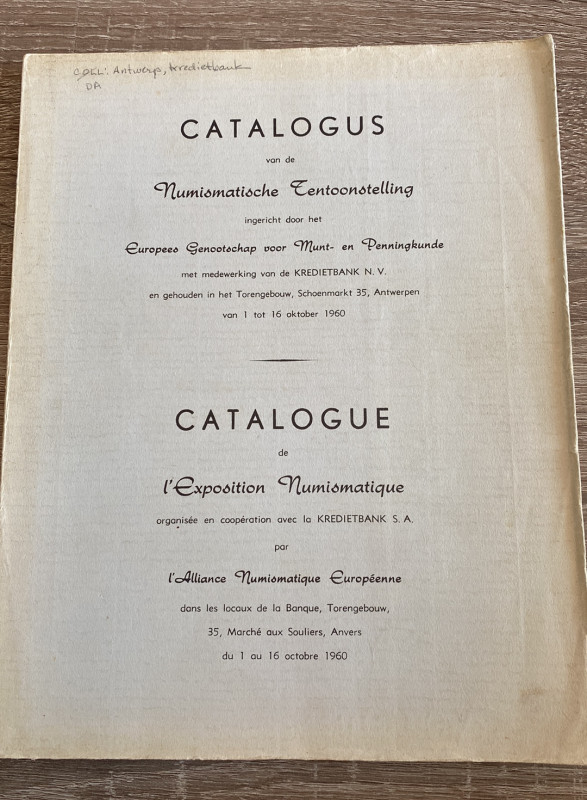 COLL: Antwerp, Kredietbank
DA
CATALOGUS
van de
Numismatische Tentoonstelling
ingericht door het
Europees Genootschap voor Munt- en Penningkunde
met medewerking van de KREDIETBANK N. V.
en gehouden in het Torengebouw, Schoenmarkt 35, Antwerpen
van 1 tot 16 oktober 1960
CATALOGUE
de
l'Exposition Numismatique
organisée en coopération avec la KREDIETBANK S. A.
par
l'Alliance Numismatique Européenne
dans les locaux de la Banque, Torengebouw,
35, Marché aux Souliers, Anvers
du 1 au 16 octobre 1960